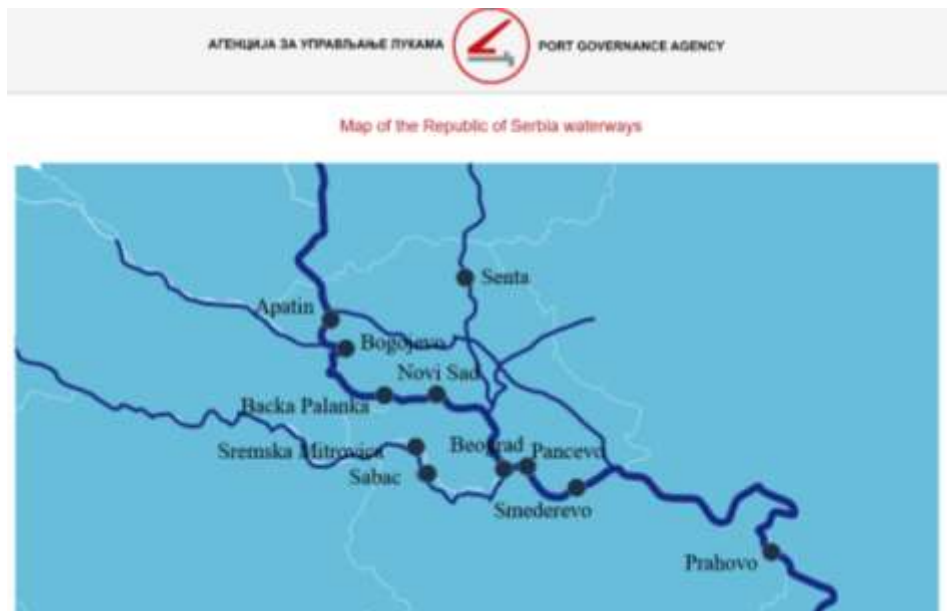 АГЕНЦИЈА ЗА УПРАВЉАЊЕ ЛУКАМА
PORT GOVERNANCE AGENCY
Map of the Republic of Serbia waterways
Senta
Apatin
Bogojevo
Novi Sad
Backa Palanka
Sremska Mitrovica
Beograd
Pancevo
Sabac
Smederevo
Prahovo